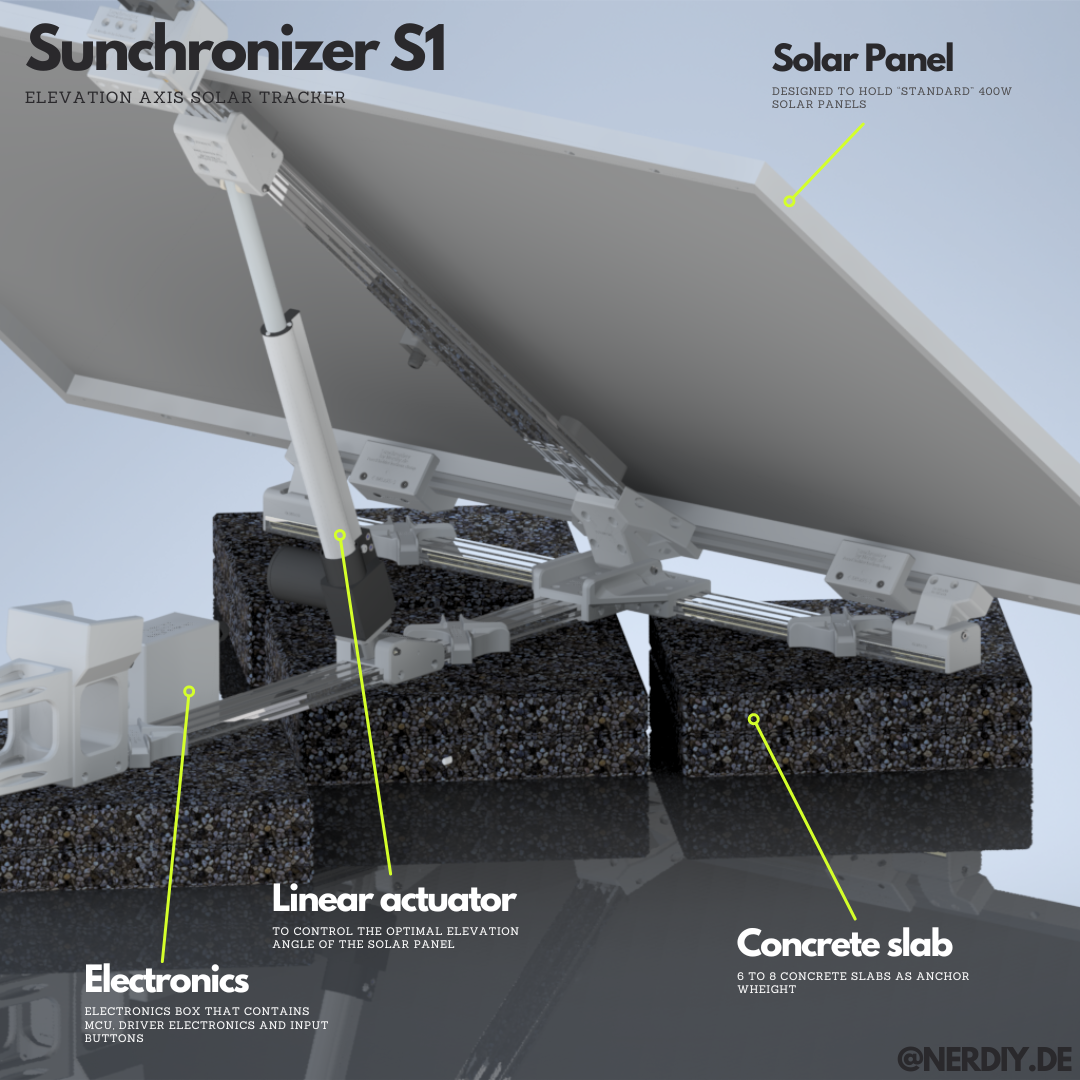 Sunchronizer S1
ELEVATION AXIS SOLAR TRACKER
Solar Panel
DESIGNED TO HOLD "STANDARD" 400W
SOLAR PANELS
Linear actuator
TO CONTROL THE OPTIMAL ELEVATION
ANGLE OF THE SOLAR PANEL
Concrete slab
6 TO 8 CONCRETE SLABS AS ANCHOR
WHEIGHT
Electronics
ELECTRONICS BOX THAT CONTAINS
MCU, DRIVER ELECTRONICS AND INPUT
BUTTONS
@NERDIY.DE